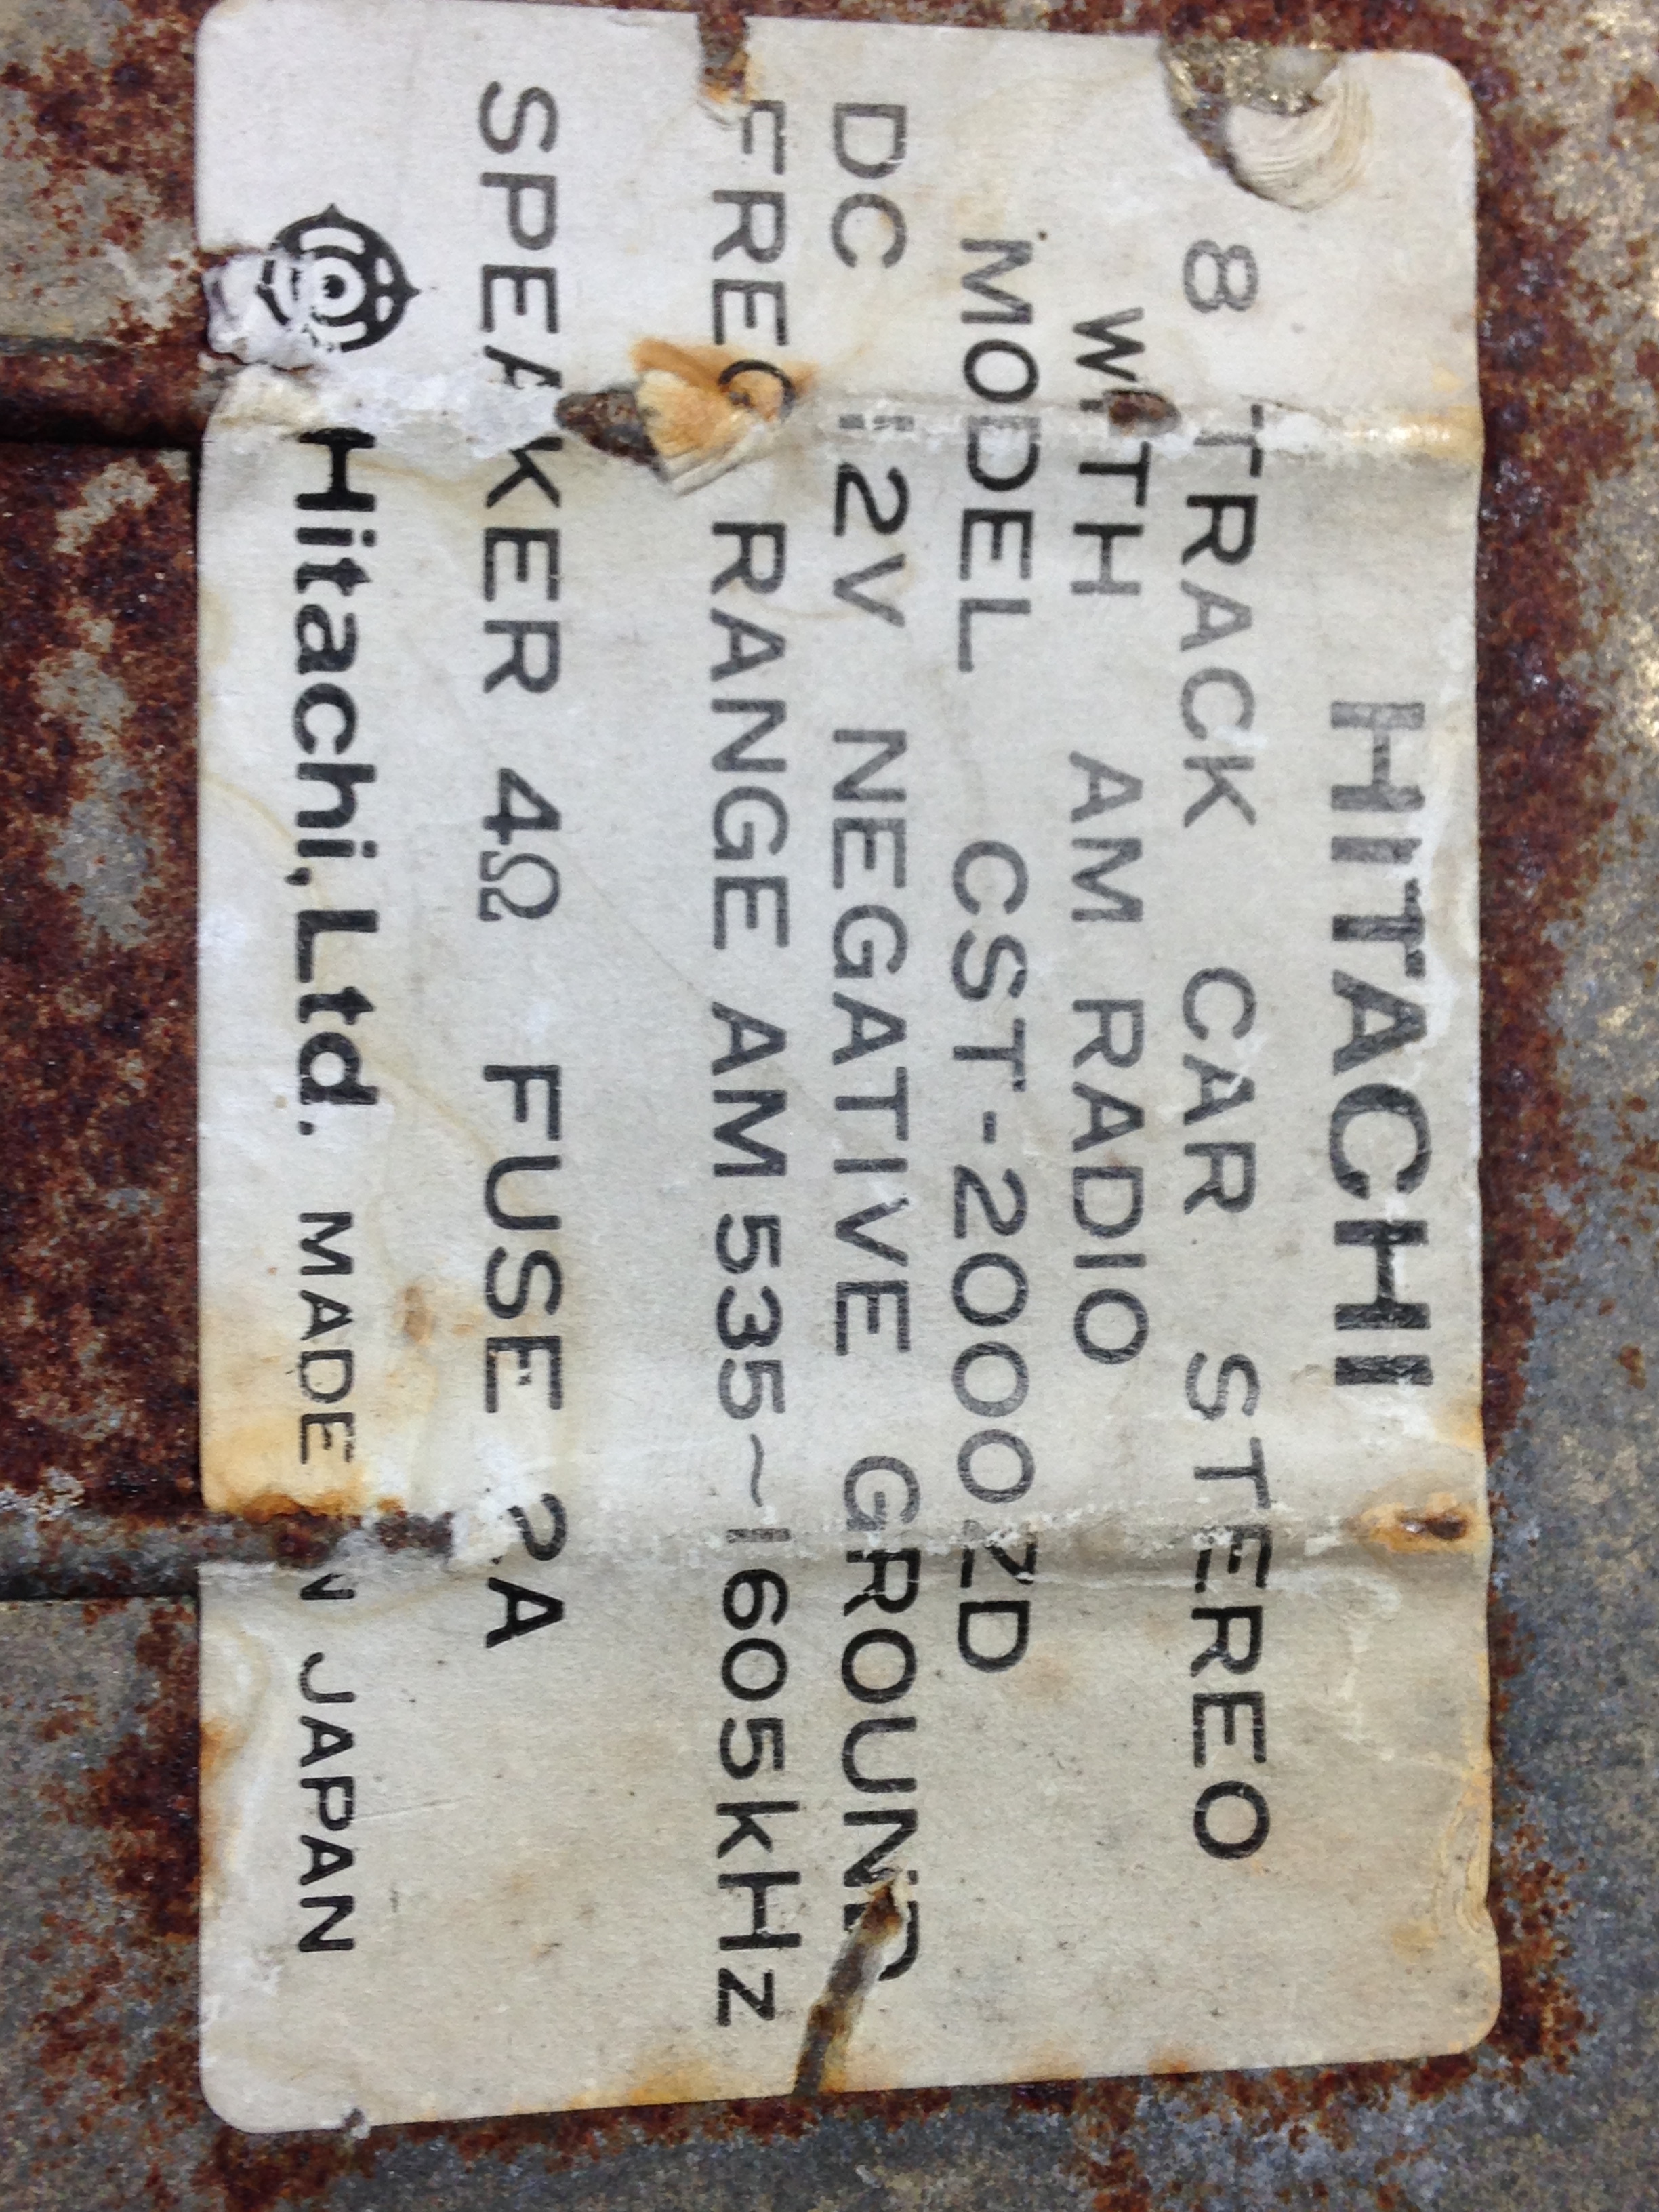 HITACHI
8 TRACK CAR STEREO
WITH AM RADIO
MODEL CST-2000ZD
DC 12V NEGATIVE GROUND
FREQ RANGE AM 535~1605kHz
SPEAKER 4Ω FUSE 2A
Hitachi, Ltd. MADE IN JAPAN